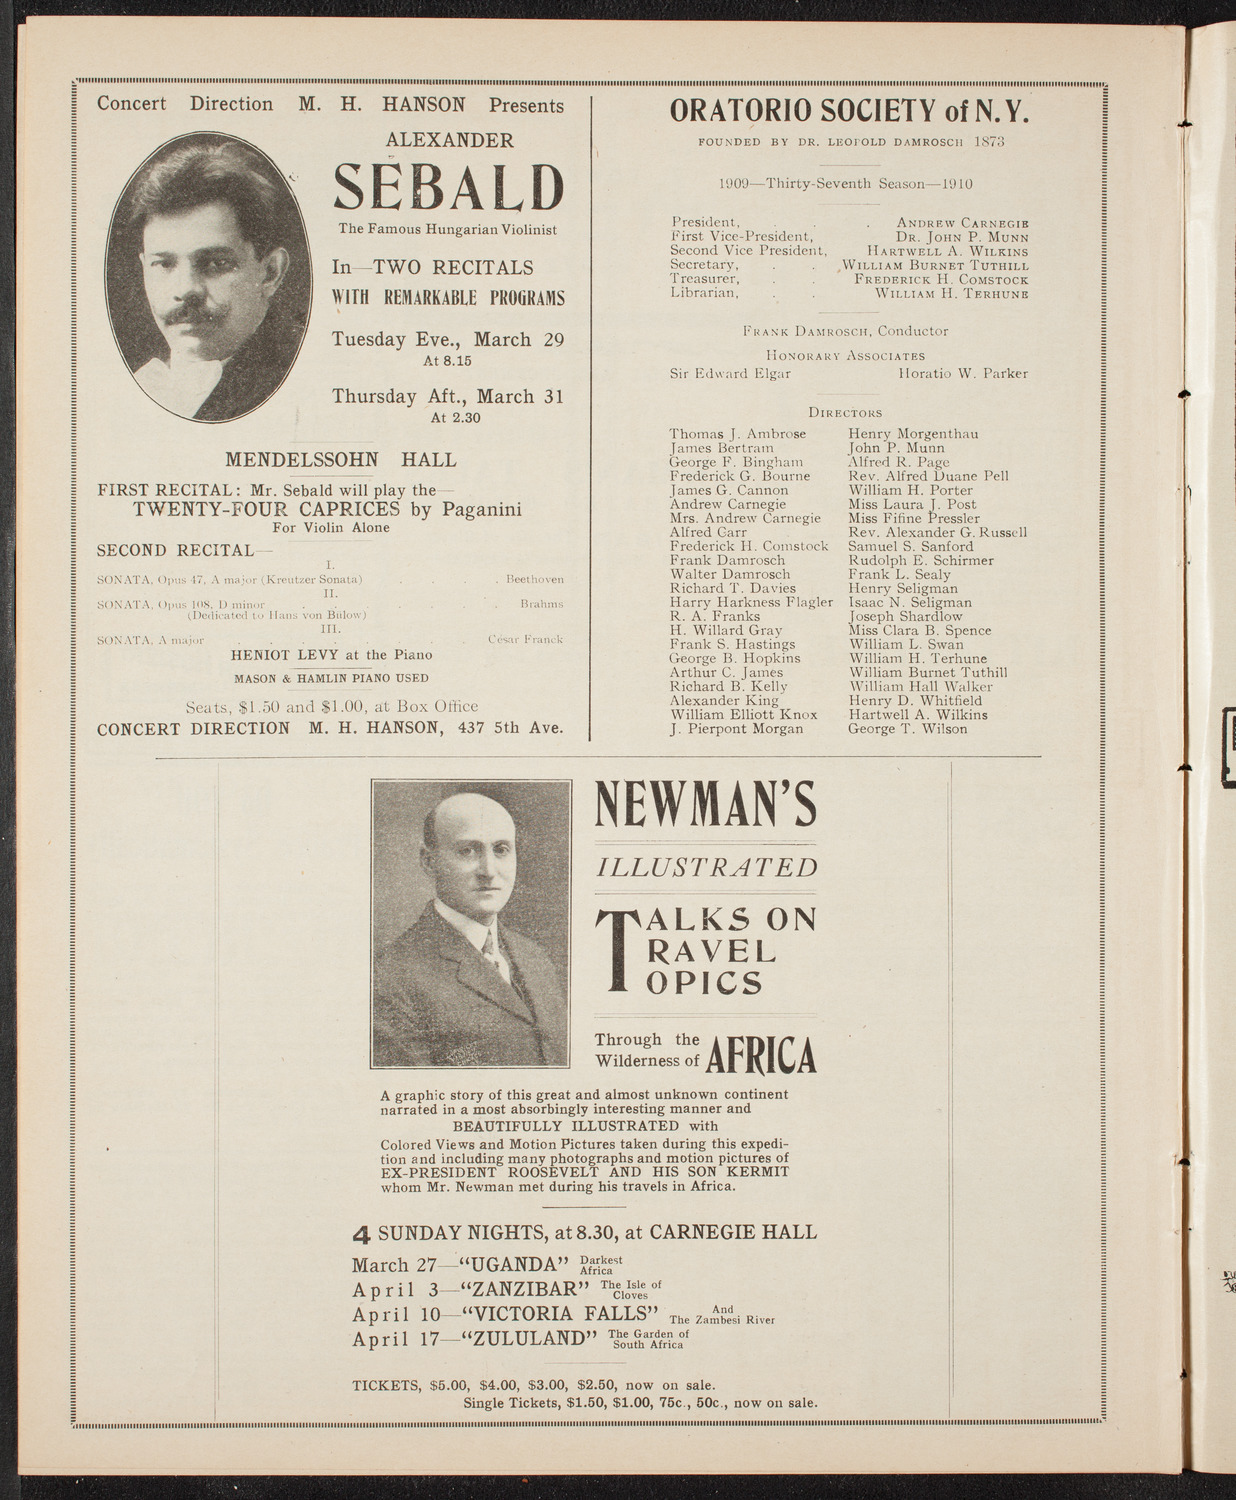 Concert Direction M. H. HANSON Presents
ALEXANDER
SEBALD
The Famous Hungarian Violinist
In—TWO RECITALS
WITH REMARKABLE PROGRAMS
Tuesday Eve., March 29
At 8.15
Thursday Aft., March 31
At 2.30
MENDELSSOHN HALL
FIRST RECITAL: Mr. Sebald will play the—
TWENTY-FOUR CAPRICES by Paganini
For Violin Alone
SECOND RECITAL—
I.
SONATA, Opus 47, A major (Kreutzer Sonata) . . . . Beethoven
II.
SONATA, Opus 108, D minor . . . . . . . Brahms
(Dedicated to Hans von Bülow)
III.
SONATA, A major . . . . . . . César Franck
HENIOT LEVY at the Piano
MASON & HAMLIN PIANO USED
Seats, $1.50 and $1.00, at Box Office
CONCERT DIRECTION M. H. HANSON, 437 5th Ave.
ORATORIO SOCIETY of N. Y.
FOUNDED BY DR. LEOPOLD DAMROSCH 1873
1909—Thirty-Seventh Season—1910
President, . . . ANDREW CARNEGIE
First Vice-President, DR. JOHN P. MUNN
Second Vice President, HARTWELL A. WILKINS
Secretary, . . WILLIAM BURNET TUTHILL
Treasurer, . . FREDERICK H. COMSTOCK
Librarian, . . WILLIAM H. TERHUNE
FRANK DAMROSCH, Conductor
HONORARY ASSOCIATES
Sir Edward Elgar Horatio W. Parker
DIRECTORS
Thomas J. Ambrose
James Bertram
George F. Bingham
Frederick G. Bourne
James G. Cannon
Andrew Carnegie
Mrs. Andrew Carnegie
Alfred Carr
Frederick H. Comstock
Frank Damrosch
Walter Damrosch
Richard T. Davies
Harry Harkness Flagler
R. A. Franks
H. Willard Gray
Frank S. Hastings
George B. Hopkins
Arthur C. James
Richard B. Kelly
Alexander King
William Elliott Knox
J. Pierpont Morgan
Henry Morgenthau
John P. Munn
Alfred R. Page
Rev. Alfred Duane Pell
William H. Porter
Miss Laura J. Post
Miss Fifine Pressler
Rev. Alexander G. Russell
Samuel S. Sanford
Rudolph E. Schirmer
Frank L. Sealy
Henry Seligman
Isaac N. Seligman
Joseph Shardlow
Miss Clara B. Spence
William L. Swan
William H. Terhune
William Burnet Tuthill
William Hall Walker
Henry D. Whitfield
Hartwell A. Wilkins
George T. Wilson
NEWMAN'S
ILLUSTRATED
TALKS ON
TRAVEL
TOPICS
Through the
Wilderness of AFRICA
A graphic story of this great and almost unknown continent
narrated in a most absorbingly interesting manner and
BEAUTIFULLY ILLUSTRATED with
Colored Views and Motion Pictures taken during this expedi-
tion and including many photographs and motion pictures of
EX-PRESIDENT ROOSEVELT AND HIS SON KERMIT
whom Mr. Newman met during his travels in Africa.
4 SUNDAY NIGHTS, at 8.30, at CARNEGIE HALL
March 27—"UGANDA" Darkest Africa
April 3—"ZANZIBAR" The Isle of Cloves
April 10—"VICTORIA FALLS" And The Zambesi River
April 17—"ZULULAND" The Garden of South Africa
TICKETS, $5.00, $4.00, $3.00, $2.50, now on sale.
Single Tickets, $1.50, $1.00, 75c., 50c., now on sale.